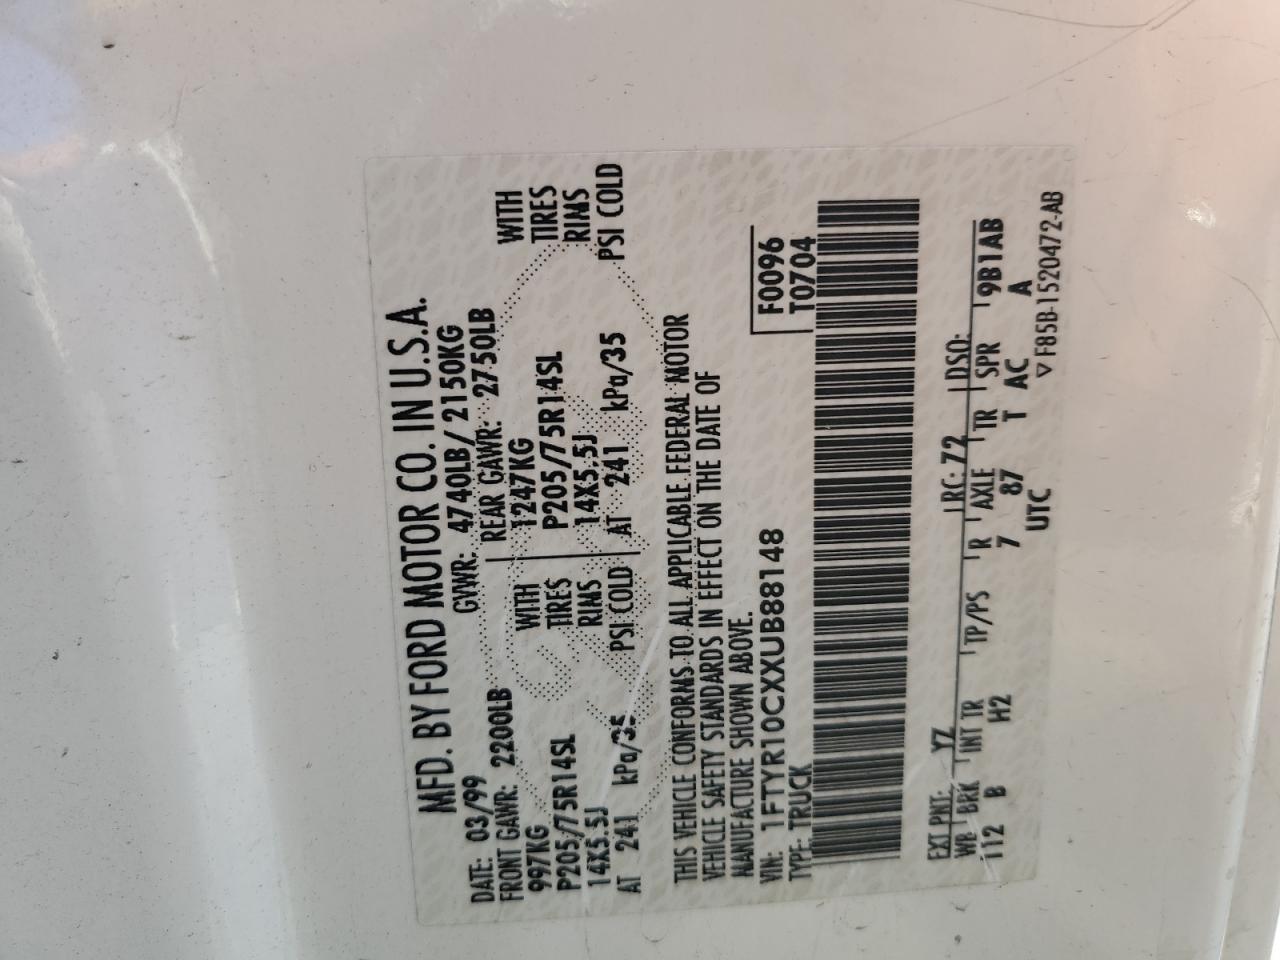 MFD. BY FORD MOTOR CO. IN U.S.A.
DATE: 03/99 GVWR: 4740LB/ 2150KG
FRONT GAWR: 2200LB REAR GAWR: 2750LB
997KG WITH 1247KG WITH
P205/75R14SL TIRES P205/75R14SL TIRES
14X5.5J RIMS 14X5.5J RIMS
AT 241 kPa/35 PSI COLD AT 241 kPa/35 PSI COLD
THIS VEHICLE CONFORMS TO ALL APPLICABLE FEDERAL MOTOR
VEHICLE SAFETY STANDARDS IN EFFECT ON THE DATE OF
MANUFACTURE SHOWN ABOVE.
VIN: 1FTYR10CXXUB88148 F0096
TYPE: TRUCK T0704
EXT PNT: YZ RC: 72 DSO:
WB BRK INT TR TP/PS R AXLE TR SPR 9B1AB
112 B H2 7 87 T AC A
UTC ▽ F85B-1520472-AB